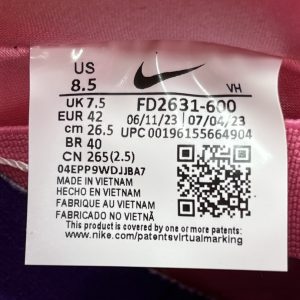 US
8.5
VH
UK 7.5
FD2631-600
EUR 42
06/11/23 07/04/23
cm 26.5
UPC 00196155664904
BR 40
CN 265(2.5)
04EPP9WDJJBA7
MADE IN VIETNAM
HECHO EN VIETNAM
FABRIQUE AU VIETNAM
FABRICADO NO VIETNÃ
This product is covered by one or more patents
www.nike.com/patentsvirtualmarking